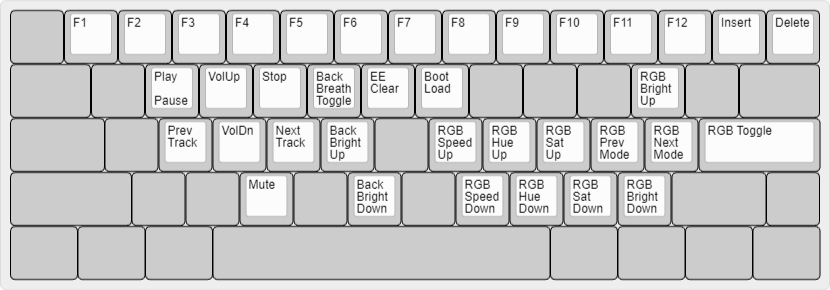 F1 F2 F3 F4 F5 F6 F7 F8 F9 F10 F11 F12 Insert Delete
Play VolUp Stop Back EE Boot RGB
Breath Clear Load Bright
Pause Toggle Up
Prev VolDn Next Back RGB RGB RGB RGB RGB RGB Toggle
Track Track Bright Speed Hue Sat Prev Next
Up Up Up Up Mode Mode
Mute Back RGB RGB RGB RGB
Bright Speed Hue Sat Bright
Down Down Down Down Down